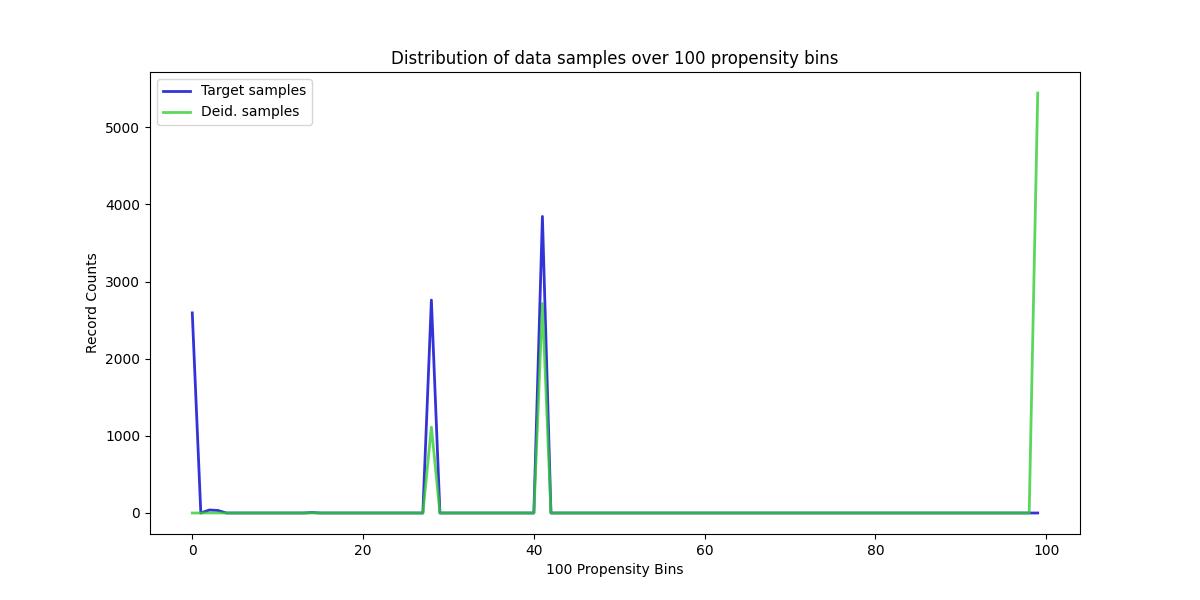 Distribution of data samples over 100 propensity bins
Target samples
Deid. samples
Record Counts
5000
4000
3000
2000
1000
0
0 20 40 60 80 100
100 Propensity Bins